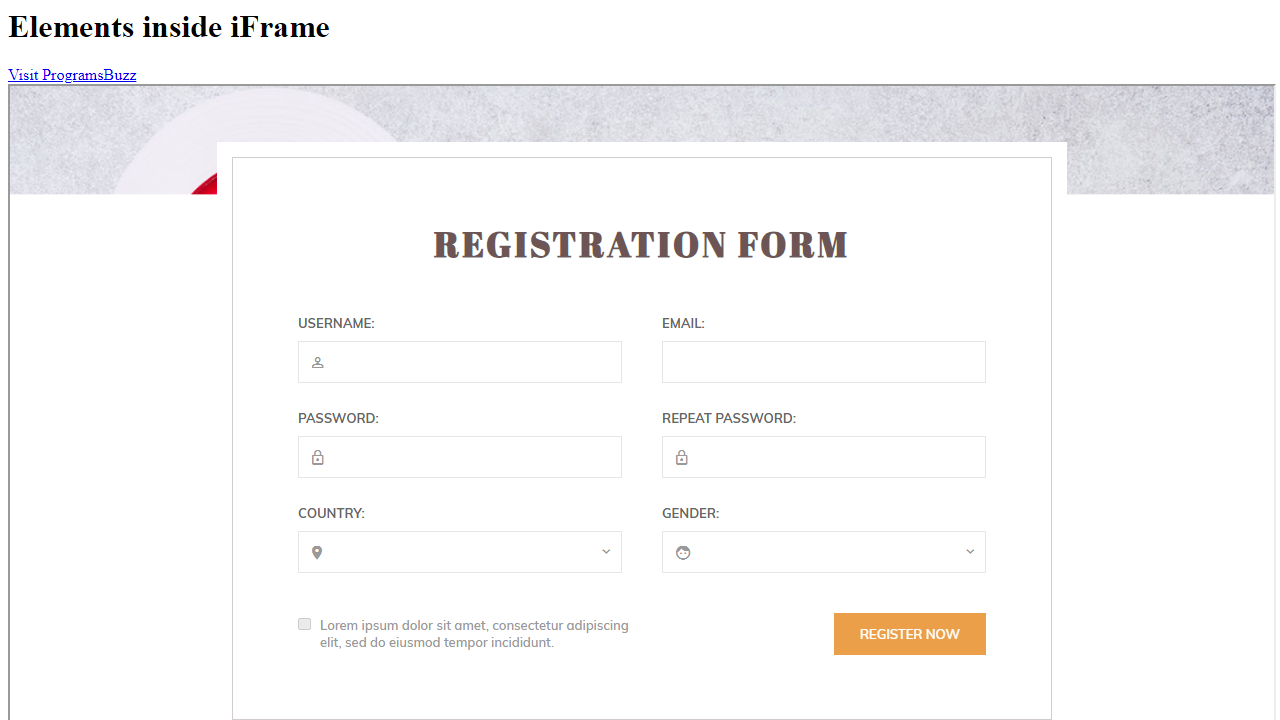 Elements inside iFrame
Visit ProgramsBuzz
REGISTRATION FORM
USERNAME:
EMAIL:
PASSWORD:
REPEAT PASSWORD:
COUNTRY:
GENDER:
Lorem ipsum dolor sit amet, consectetur adipiscing
elit, sed do eiusmod tempor incididunt.
REGISTER NOW